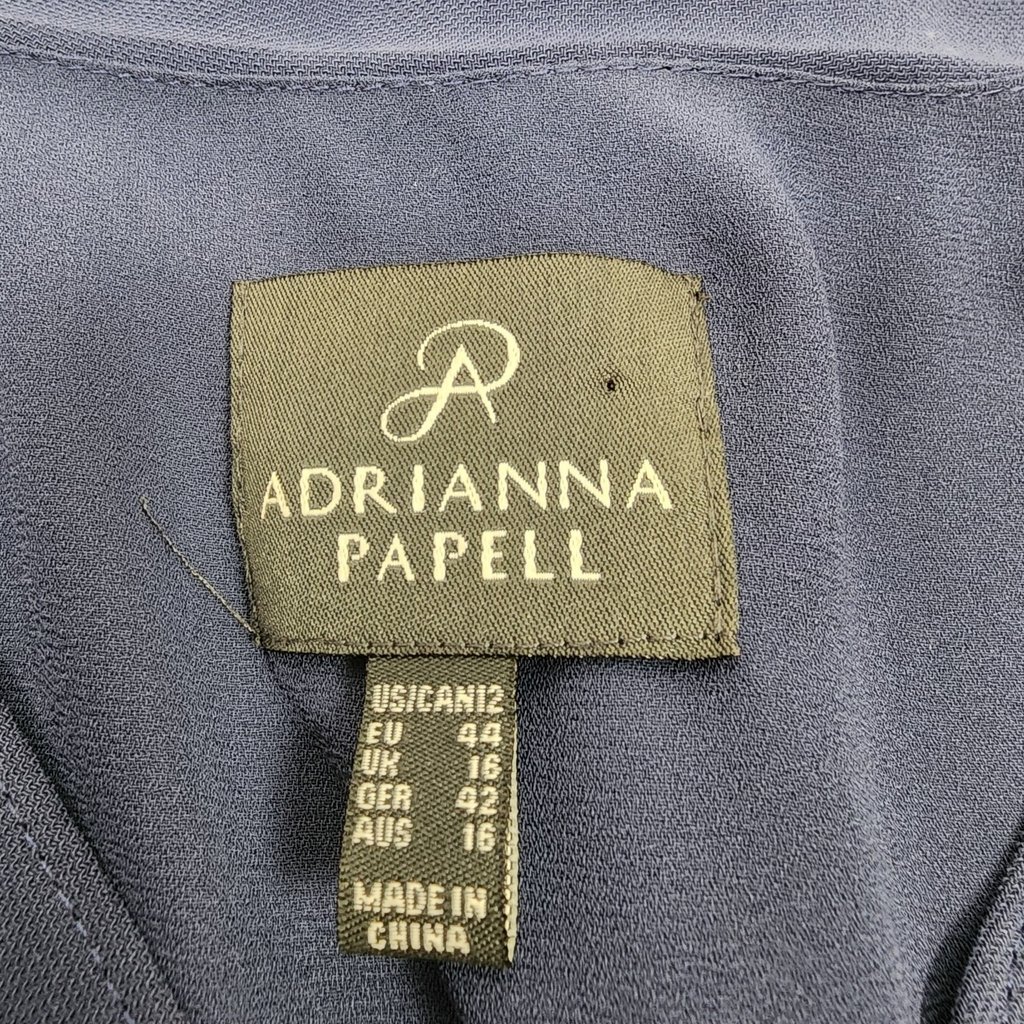 AP
ADRIANNA
PAPELL
US/CAN12
EU 44
UK 16
GER 42
AUS 16
MADE IN
CHINA